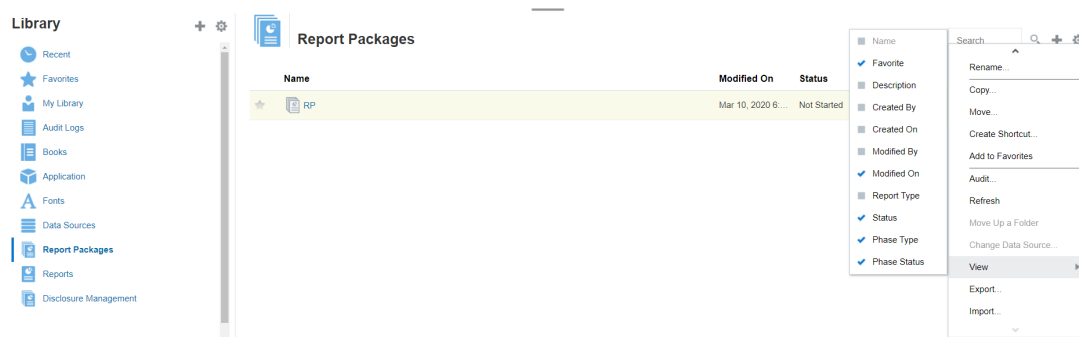 Library
Recent
Favorites
My Library
Audit Logs
Books
Application
Fonts
Data Sources
Report Packages
Reports
Disclosure Management
Report Packages
Name Modified On Status
RP Mar 10, 2020 6:... Not Started
Name
Favorite
Description
Created By
Created On
Modified By
Modified On
Report Type
Status
Phase Type
Phase Status
Search
Rename...
Copy...
Move...
Create Shortcut...
Add to Favorites
Audit...
Refresh
Move Up a Folder
Change Data Source...
View
Export...
Import...